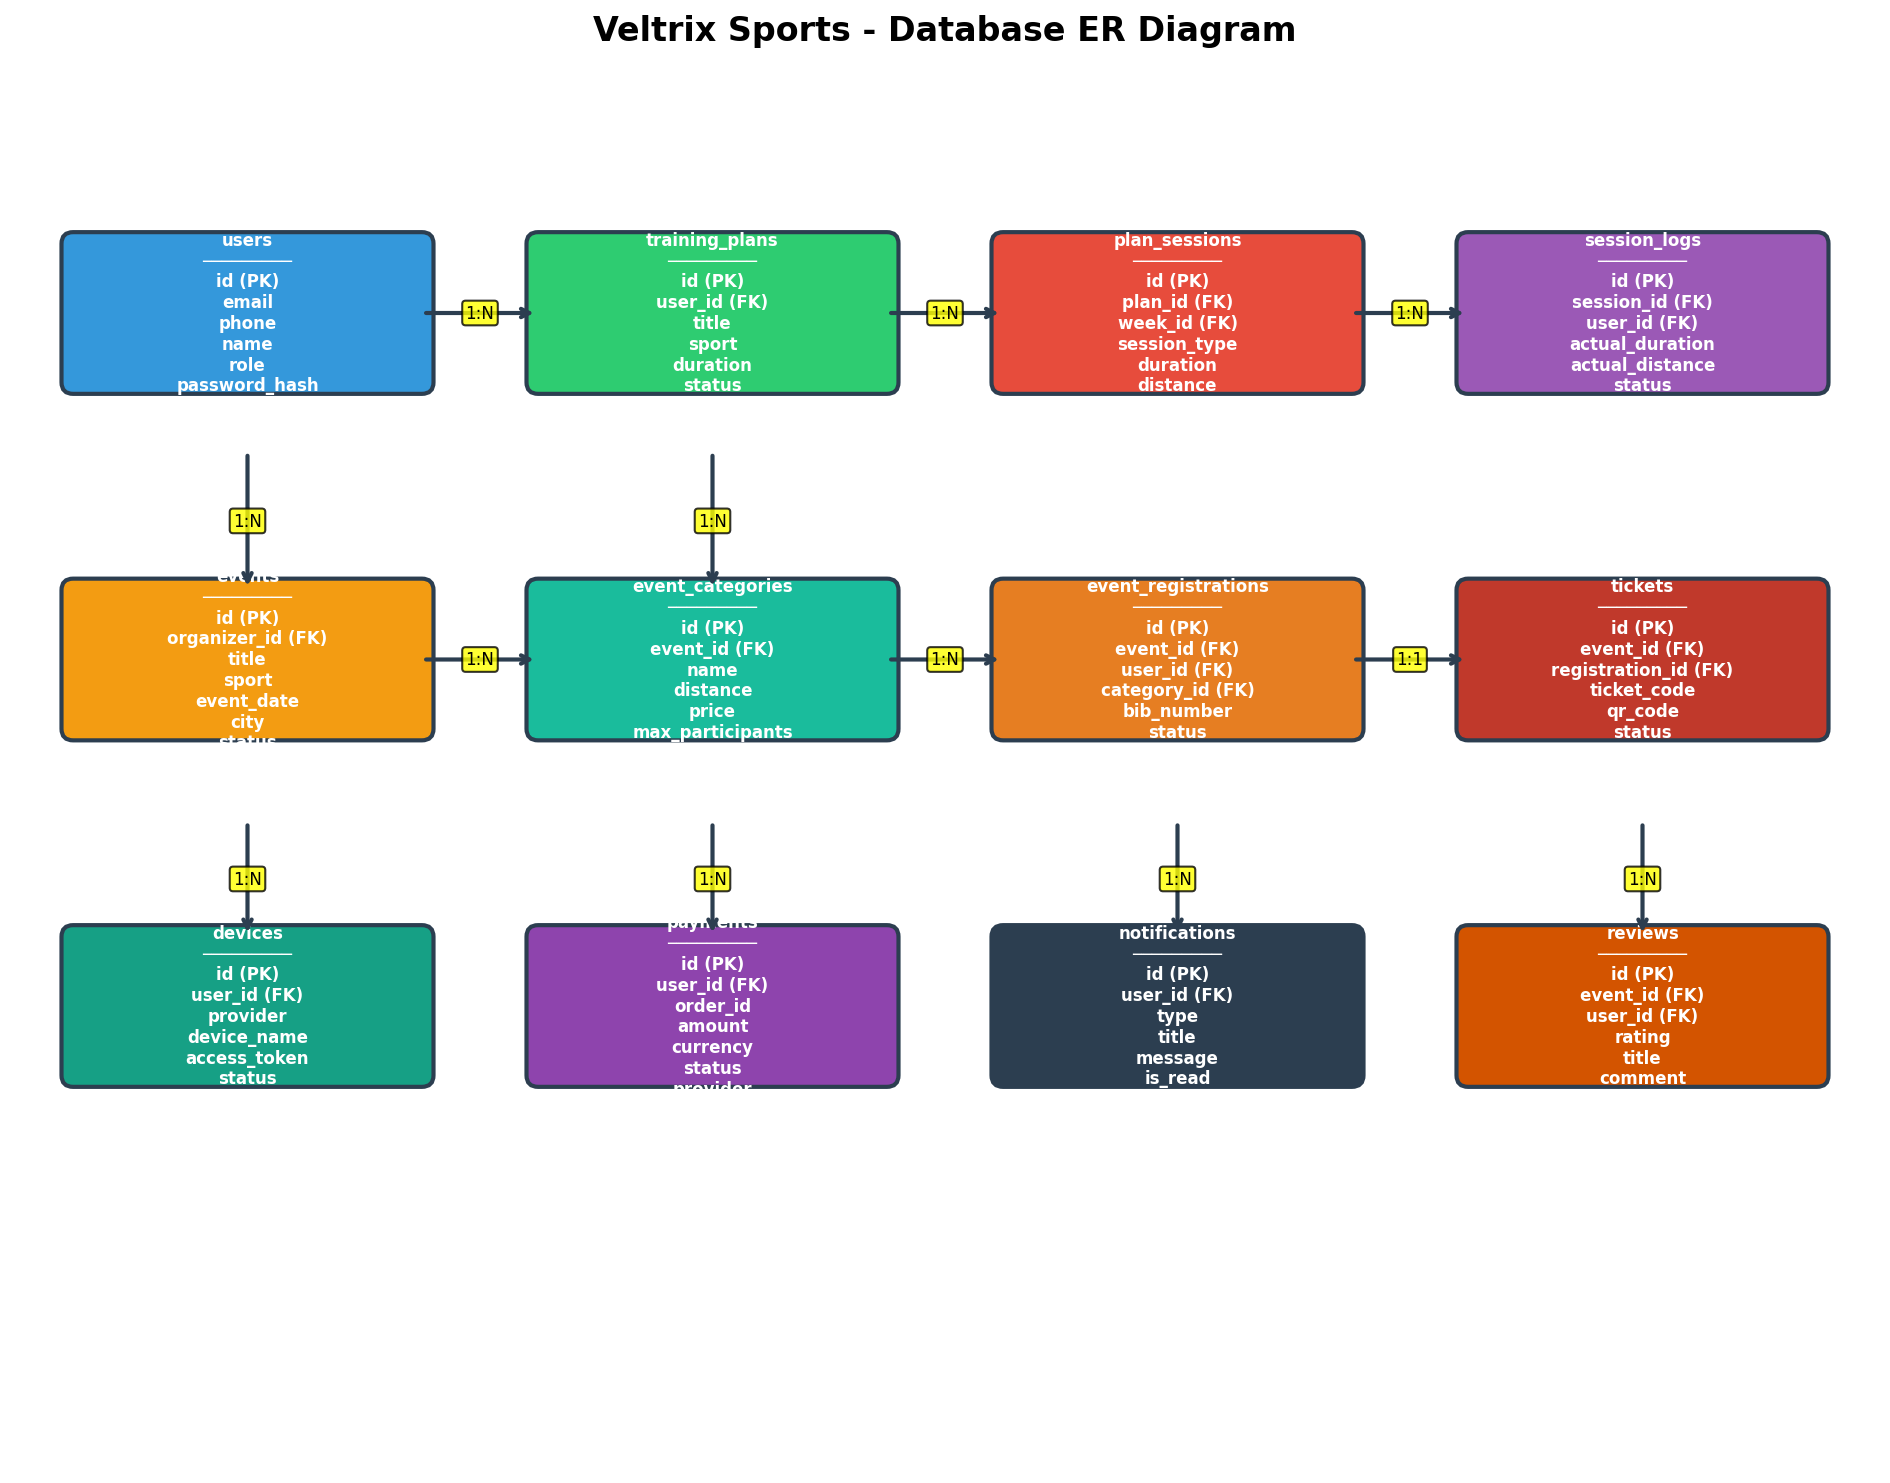 Veltrix Sports - Database ER Diagram
users
id (PK)
email
phone
name
role
password_hash
1:N
training_plans
id (PK)
user_id (FK)
title
sport
duration
status
1:N
plan_sessions
id (PK)
plan_id (FK)
week_id (FK)
session_type
duration
distance
1:N
session_logs
id (PK)
session_id (FK)
user_id (FK)
actual_duration
actual_distance
status
1:N
1:N
events
id (PK)
organizer_id (FK)
title
sport
event_date
city
status
1:N
event_categories
id (PK)
event_id (FK)
name
distance
price
max_participants
1:N
event_registrations
id (PK)
event_id (FK)
user_id (FK)
category_id (FK)
bib_number
status
1:1
tickets
id (PK)
event_id (FK)
registration_id (FK)
ticket_code
qr_code
status
1:N
1:N
1:N
1:N
devices
id (PK)
user_id (FK)
provider
device_name
access_token
status
payments
id (PK)
user_id (FK)
order_id
amount
currency
status
provider
notifications
id (PK)
user_id (FK)
type
title
message
is_read
reviews
id (PK)
event_id (FK)
user_id (FK)
rating
title
comment